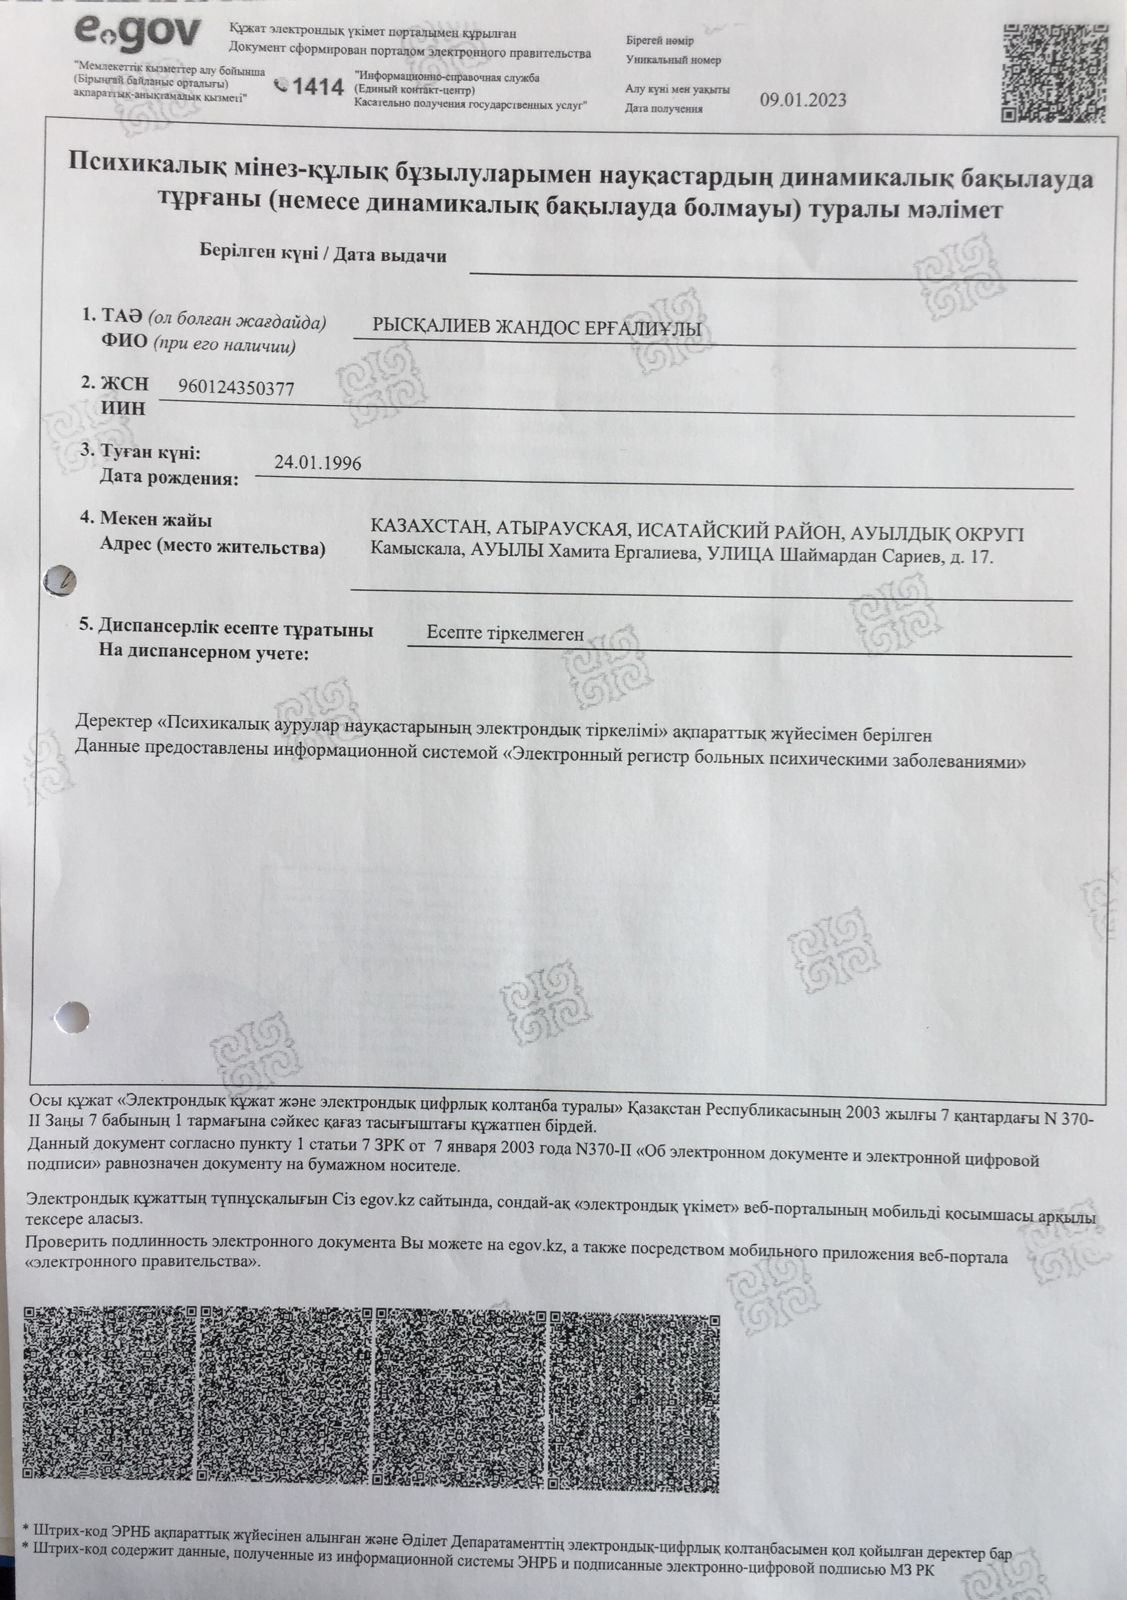 e.gov
Құжат электрондық үкімет порталымен құрылған
Документ сформирован порталом электронного правительства
"Мемлекеттік қызметтер алу бойынша
(Бірыңғай байланыс орталығы)
ақпараттық-анықтамалық қызметі"
1414
"Информационно-справочная служба
(Единый контакт-центр)
Касательно получения государственных услуг"
Бірегей нөмір
Уникальный номер
Алу күні мен уақыты
Дата получения
09.01.2023
Психикалық мінез-құлық бұзылуларымен науқастардың динамикалық бақылауда
тұрғаны (немесе динамикалық бақылауда болмауы) туралы мәлімет
Берілген күні / Дата выдачи
1. ТАӘ (ол болған жағдайда)
ФИО (при его наличии)
РЫСҚАЛИЕВ ЖАНДОС ЕРҒАЛИҰЛЫ
2. ЖСН
ИИН
960124350377
3. Туған күні:
Дата рождения:
24.01.1996
4. Мекен жайы
Адрес (место жительства)
КАЗАХСТАН, АТЫРАУСКАЯ, ИСАТАЙСКИЙ РАЙОН, АУЫЛДЫҚ ОКРУГІ
Камыскала, АУЫЛЫ Хамита Ергалиева, УЛИЦА Шаймардан Сариев, д. 17.
5. Диспансерлік есепте тұратыны
На диспансерном учете:
Есепте тіркелмеген
Деректер «Психикалық аурулар науқастарының электрондық тіркелімі» ақпараттық жүйесімен берілген
Данные предоставлены информационной системой «Электронный регистр больных психическими заболеваниями»
Осы құжат «Электрондық құжат және электрондық цифрлық қолтаңба туралы» Қазақстан Республикасының 2003 жылғы 7 қаңтардағы N 370-
II Заңы 7 бабының 1 тармағына сәйкес қағаз тасығыштағы құжатпен бірдей.
Данный документ согласно пункту 1 статьи 7 ЗРК от 7 января 2003 года N370-II «Об электронном документе и электронной цифровой
подписи» равнозначен документу на бумажном носителе.
Электрондық құжаттың түпнұсқалығын Сіз egov.kz сайтында, сондай-ақ «электрондық үкімет» веб-порталының мобильді қосымшасы арқылы
тексере аласыз.
Проверить подлинность электронного документа Вы можете на egov.kz, а также посредством мобильного приложения веб-портала
«электронного правительства».
* Штрих-код ЭРНБ ақпараттық жүйесінен алынған және Әділет Департаменттің электрондық-цифрлық қолтаңбасымен қол қойылған деректер бар
* Штрих-код содержит данные, полученные из информационной системы ЭНРБ и подписанные электронно-цифровой подписью МЗ РК